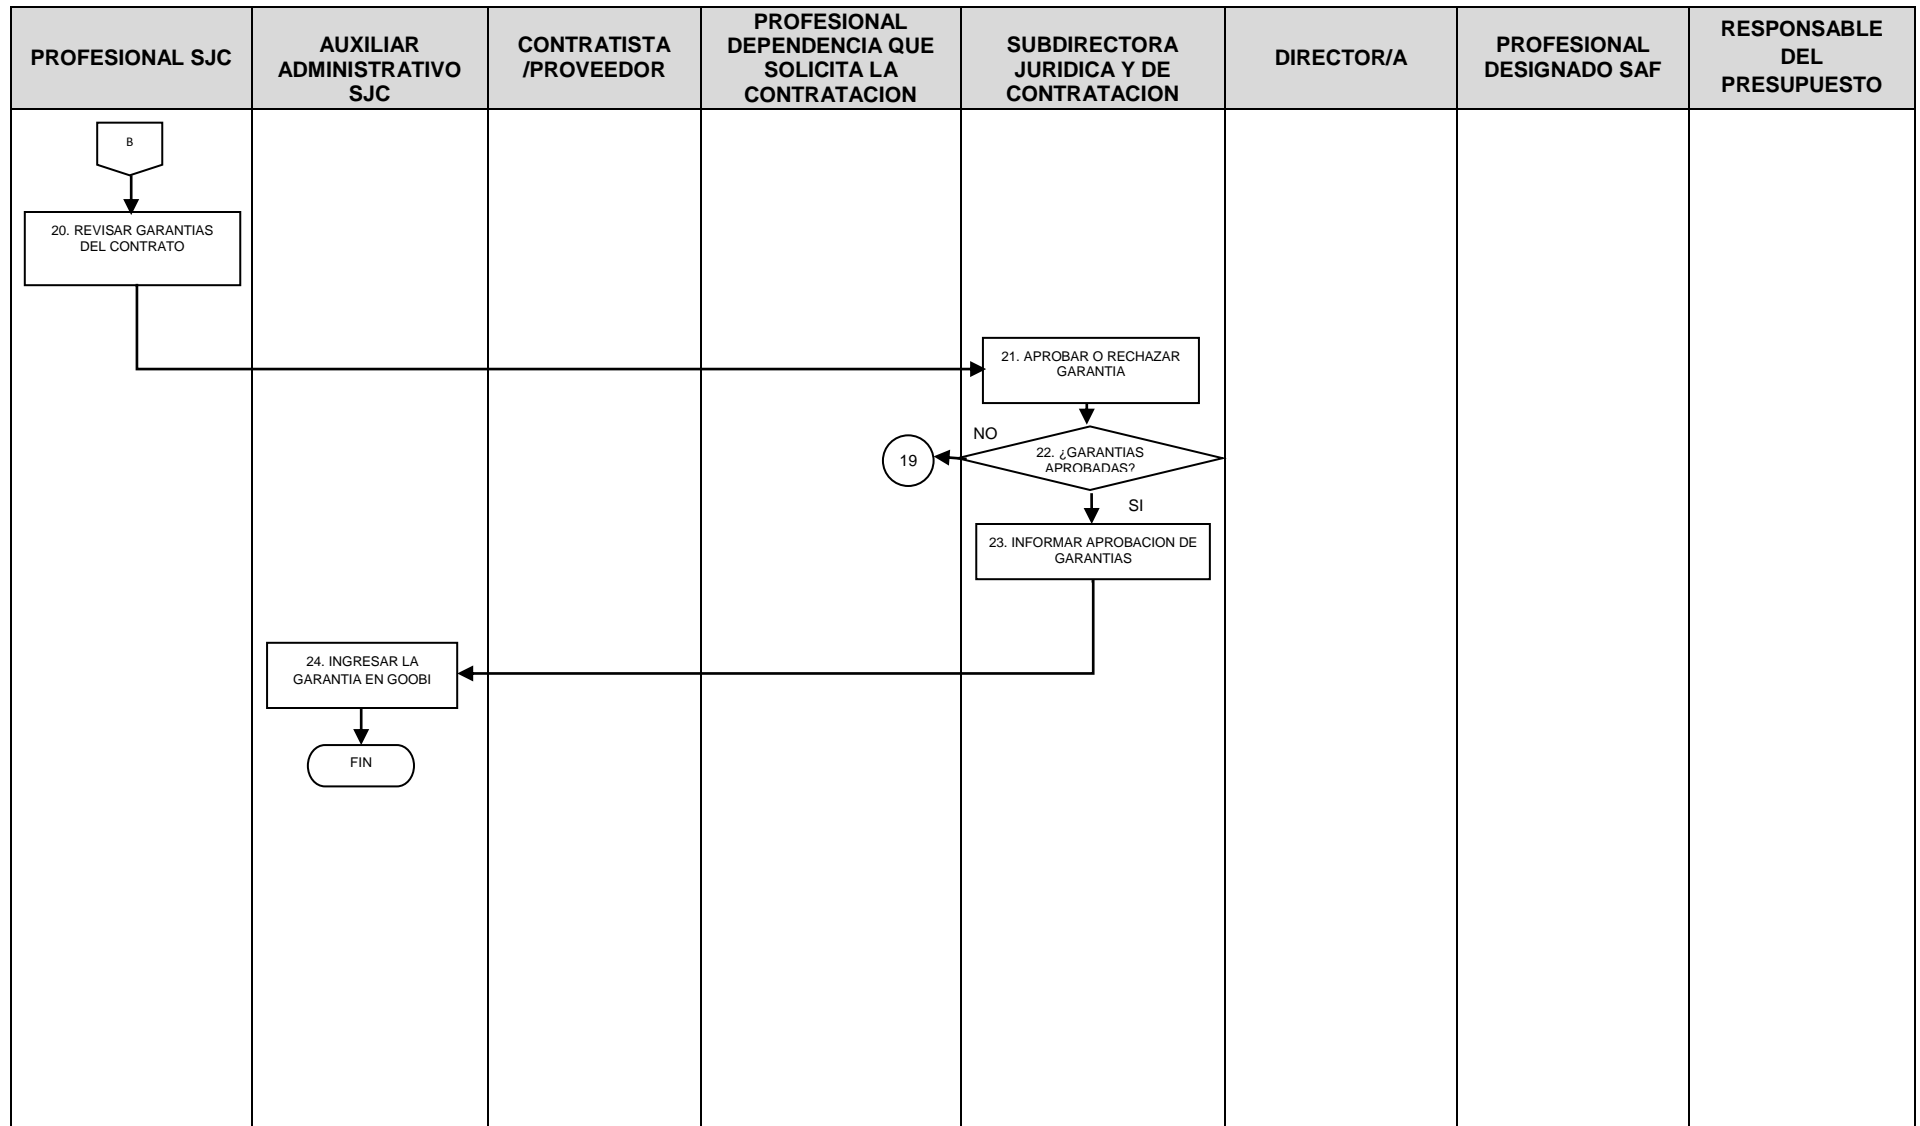 PROFESIONAL SJC
AUXILIAR
ADMINISTRATIVO
SJC
CONTRATISTA
/PROVEEDOR
PROFESIONAL
DEPENDENCIA QUE
SOLICITA LA
CONTRATACION
SUBDIRECTORA
JURIDICA Y DE
CONTRATACION
DIRECTOR/A
PROFESIONAL
DESIGNADO SAF
RESPONSABLE
DEL
PRESUPUESTO
B
20. REVISAR GARANTIAS
DEL CONTRATO
21. APROBAR O RECHAZAR
GARANTIA
NO
19
22. ¿GARANTIAS
APROBADAS?
SI
23. INFORMAR APROBACION DE
GARANTIAS
24. INGRESAR LA
GARANTIA EN GOOBI
FIN